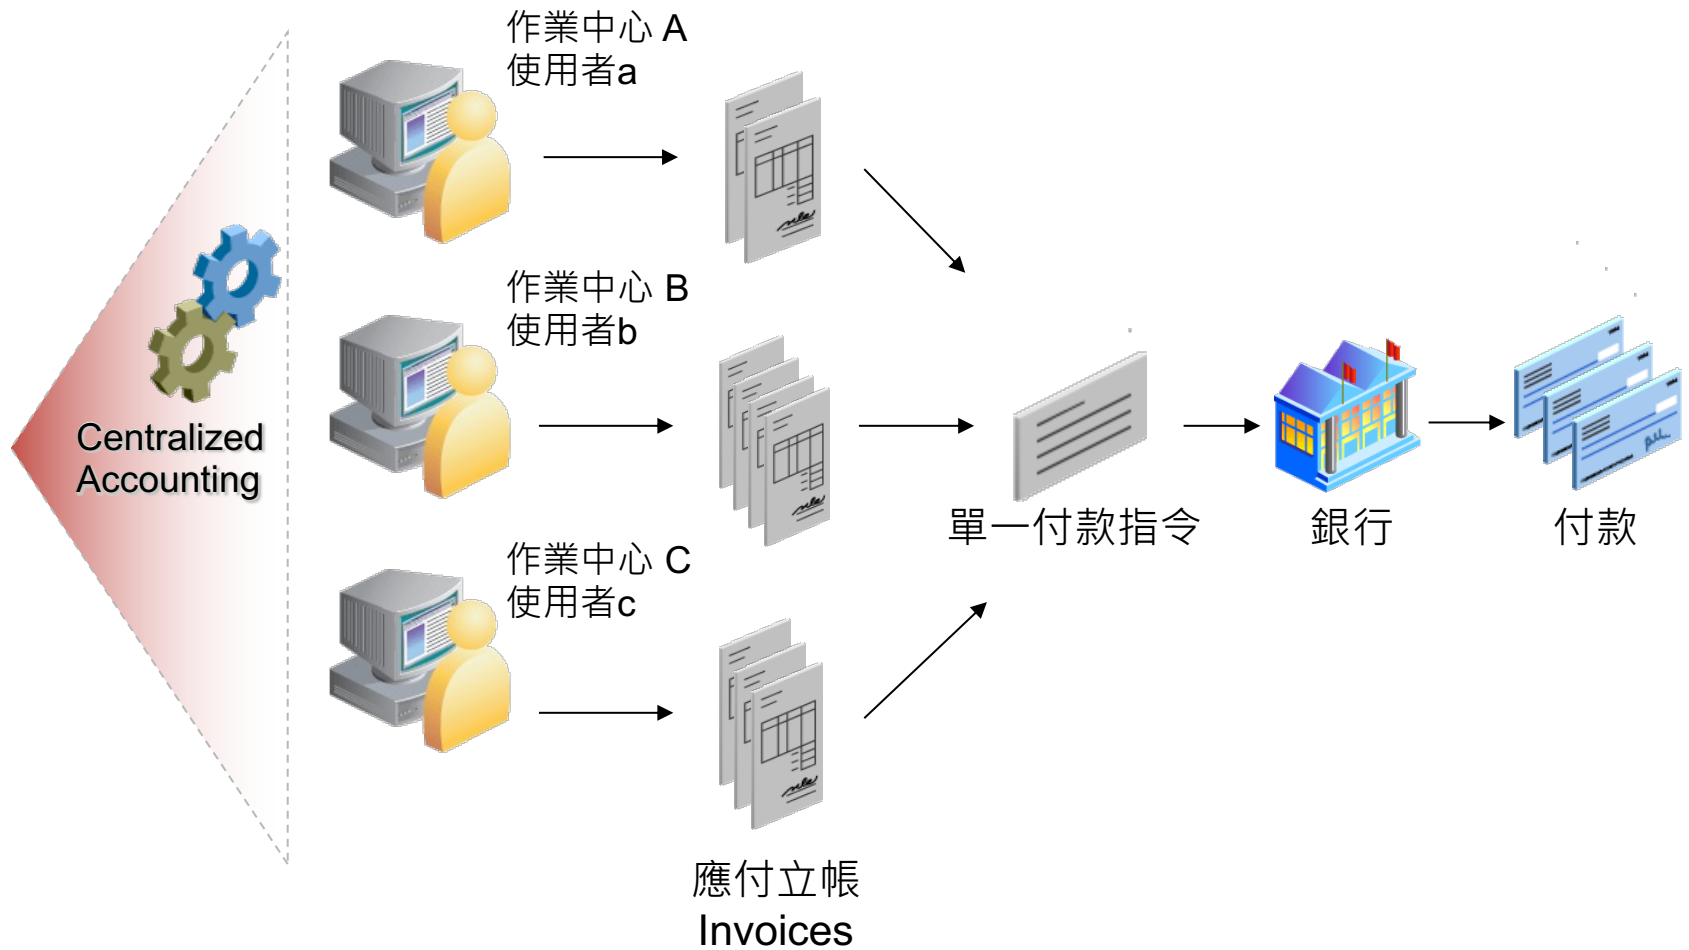 作業中心 A
使用者a
作業中心 B
使用者b
Centralized
Accounting
單一付款指令
銀行
付款
作業中心 C
使用者c
應付立帳
Invoices